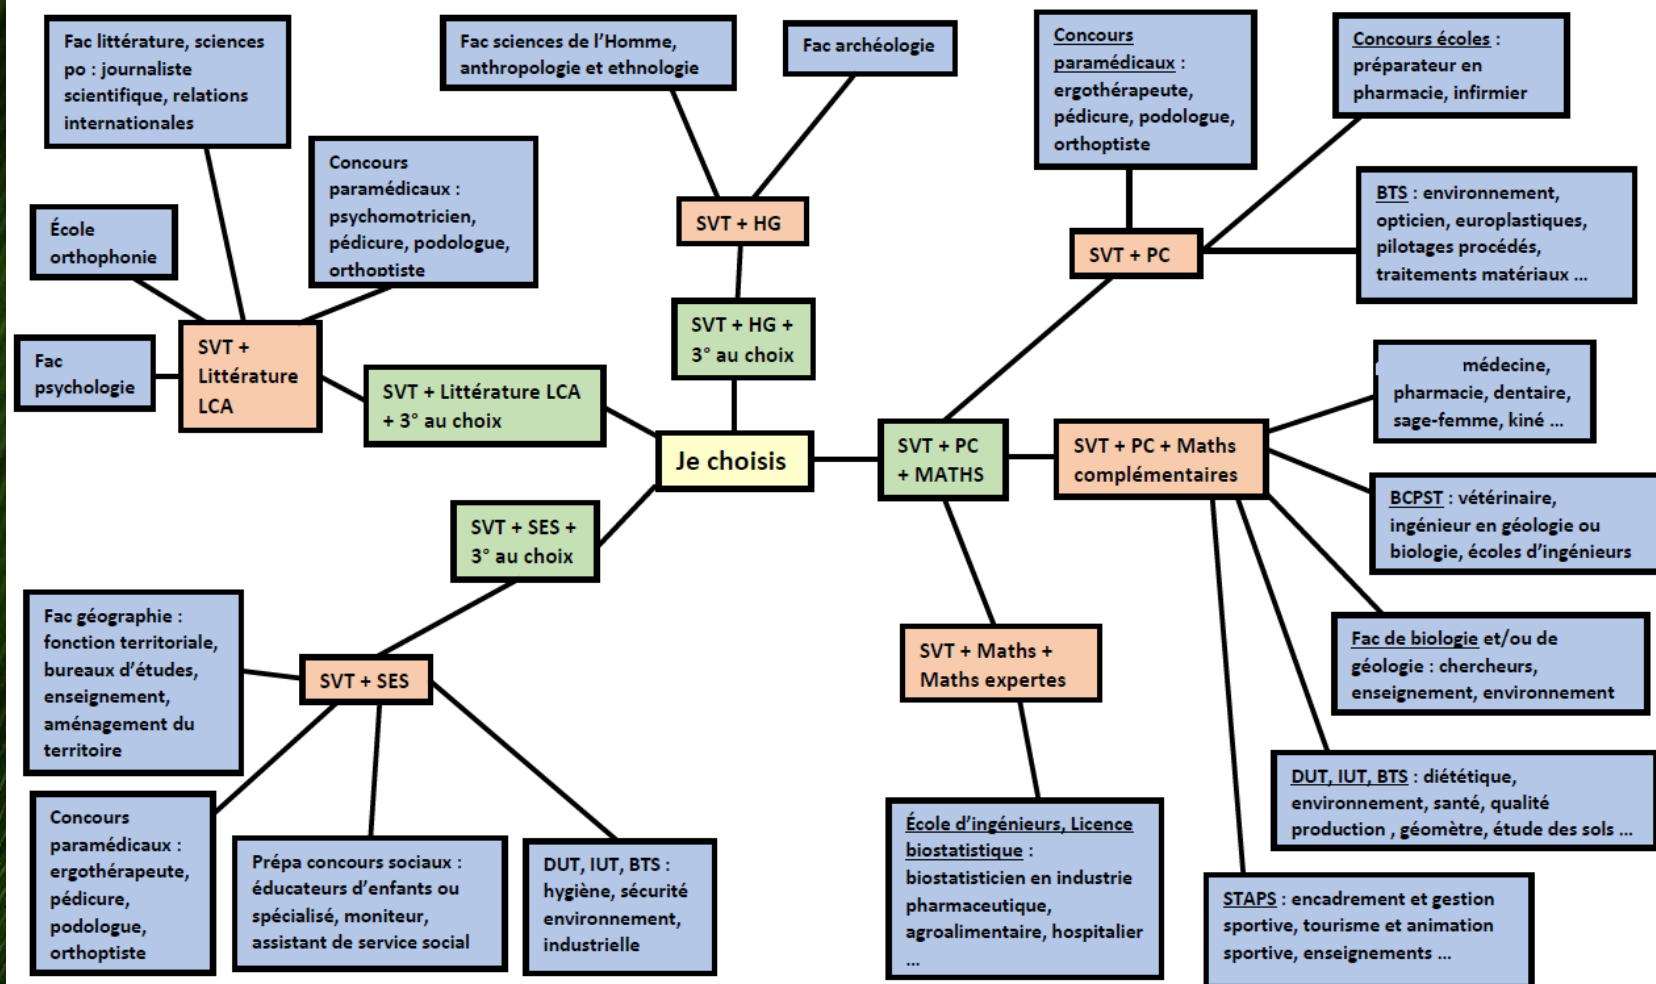 Fac littérature, sciences
po : journaliste
scientifique, relations
internationales
Fac sciences de l'Homme,
anthropologie et ethnologie
Fac archéologie
Concours
paramédicaux :
ergothérapeute,
pédicure, podologue,
orthoptiste
Concours écoles :
préparateur en
pharmacie, infirmier
Concours
paramédicaux :
psychomotricien,
pédicure, podologue,
orthoptiste
École
orthophonie
SVT + HG
SVT + PC
BTS : environnement,
opticien, europlastiques,
pilotages procédés,
traitements matériaux ...
Fac
psychologie
SVT +
Littérature
LCA
SVT + HG +
3° au choix
SVT + Littérature LCA
+ 3° au choix
médecine,
pharmacie, dentaire,
sage-femme, kiné ...
Je choisis
SVT + PC
+ MATHS
SVT + PC + Maths
complémentaires
BCPST : vétérinaire,
ingénieur en géologie ou
biologie, écoles d'ingénieurs
SVT + SES +
3° au choix
Fac géographie :
fonction territoriale,
bureaux d'études,
enseignement,
aménagement du
territoire
SVT + SES
SVT + Maths +
Maths expertes
Fac de biologie et/ou de
géologie : chercheurs,
enseignement, environnement
DUT, IUT, BTS : diététique,
environnement, santé, qualité
production , géomètre, étude des sols ...
Concours
paramédicaux :
ergothérapeute,
pédicure,
podologue,
orthoptiste
Prépa concours sociaux :
éducateurs d'enfants ou
spécialisé, moniteur,
assistant de service social
DUT, IUT, BTS :
hygiène, sécurité
environnement,
industrielle
École d'ingénieurs, Licence
biostatistique :
biostatisticien en industrie
pharmaceutique,
agroalimentaire, hospitalier
...
STAPS : encadrement et gestion
sportive, tourisme et animation
sportive, enseignements ...